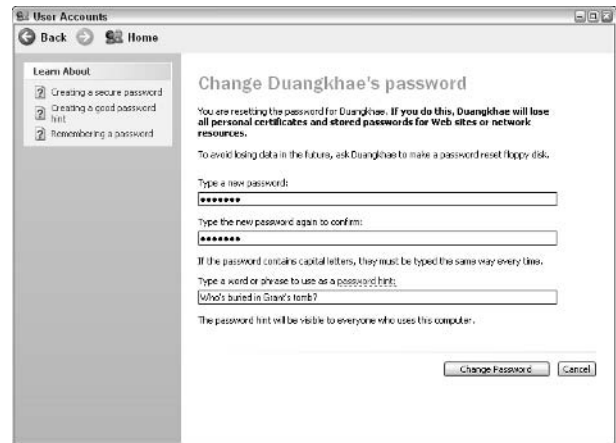 User Accounts
Back Home
Learn About
Creating a secure password
Creating a good password
hint
Remembering a password
Change Duangkhae's password
You are resetting the password for Duangkhae. If you do this, Duangkhae will lose
all personal certificates and stored passwords for Web sites or network
resources.
To avoid losing data in the future, ask Duangkhae to make a password reset floppy disk.
Type a new password:
•••••••
Type the new password again to confirm:
•••••••
If the password contains capital letters, they must be typed the same way every time.
Type a word or phrase to use as a password hint:
Who's buried in Grant's tomb?
The password hint will be visible to everyone who uses this computer.
Change Password Cancel